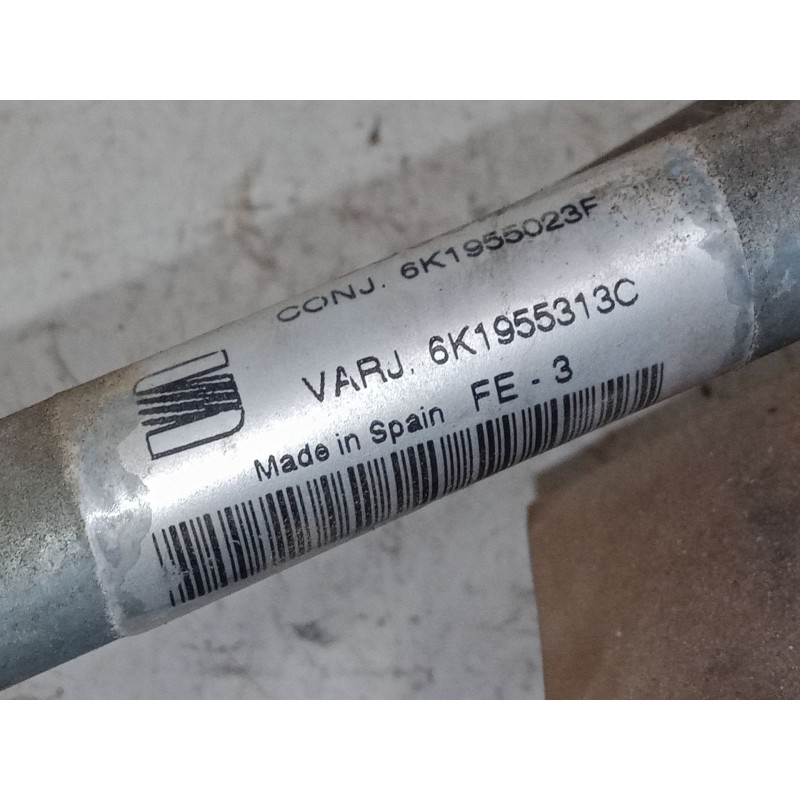 CONJ. 6K1955023F
VARJ. 6K1955313C
Made in Spain FE - 3